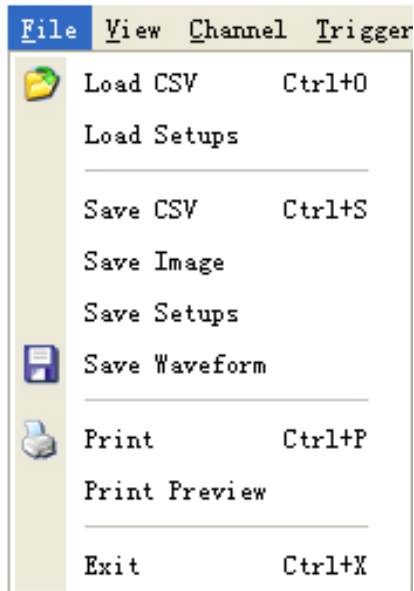 File View Channel Trigger
Load CSV Ctrl+O
Load Setups
Save CSV Ctrl+S
Save Image
Save Setups
Save Waveform
Print Ctrl+P
Print Preview
Exit Ctrl+X